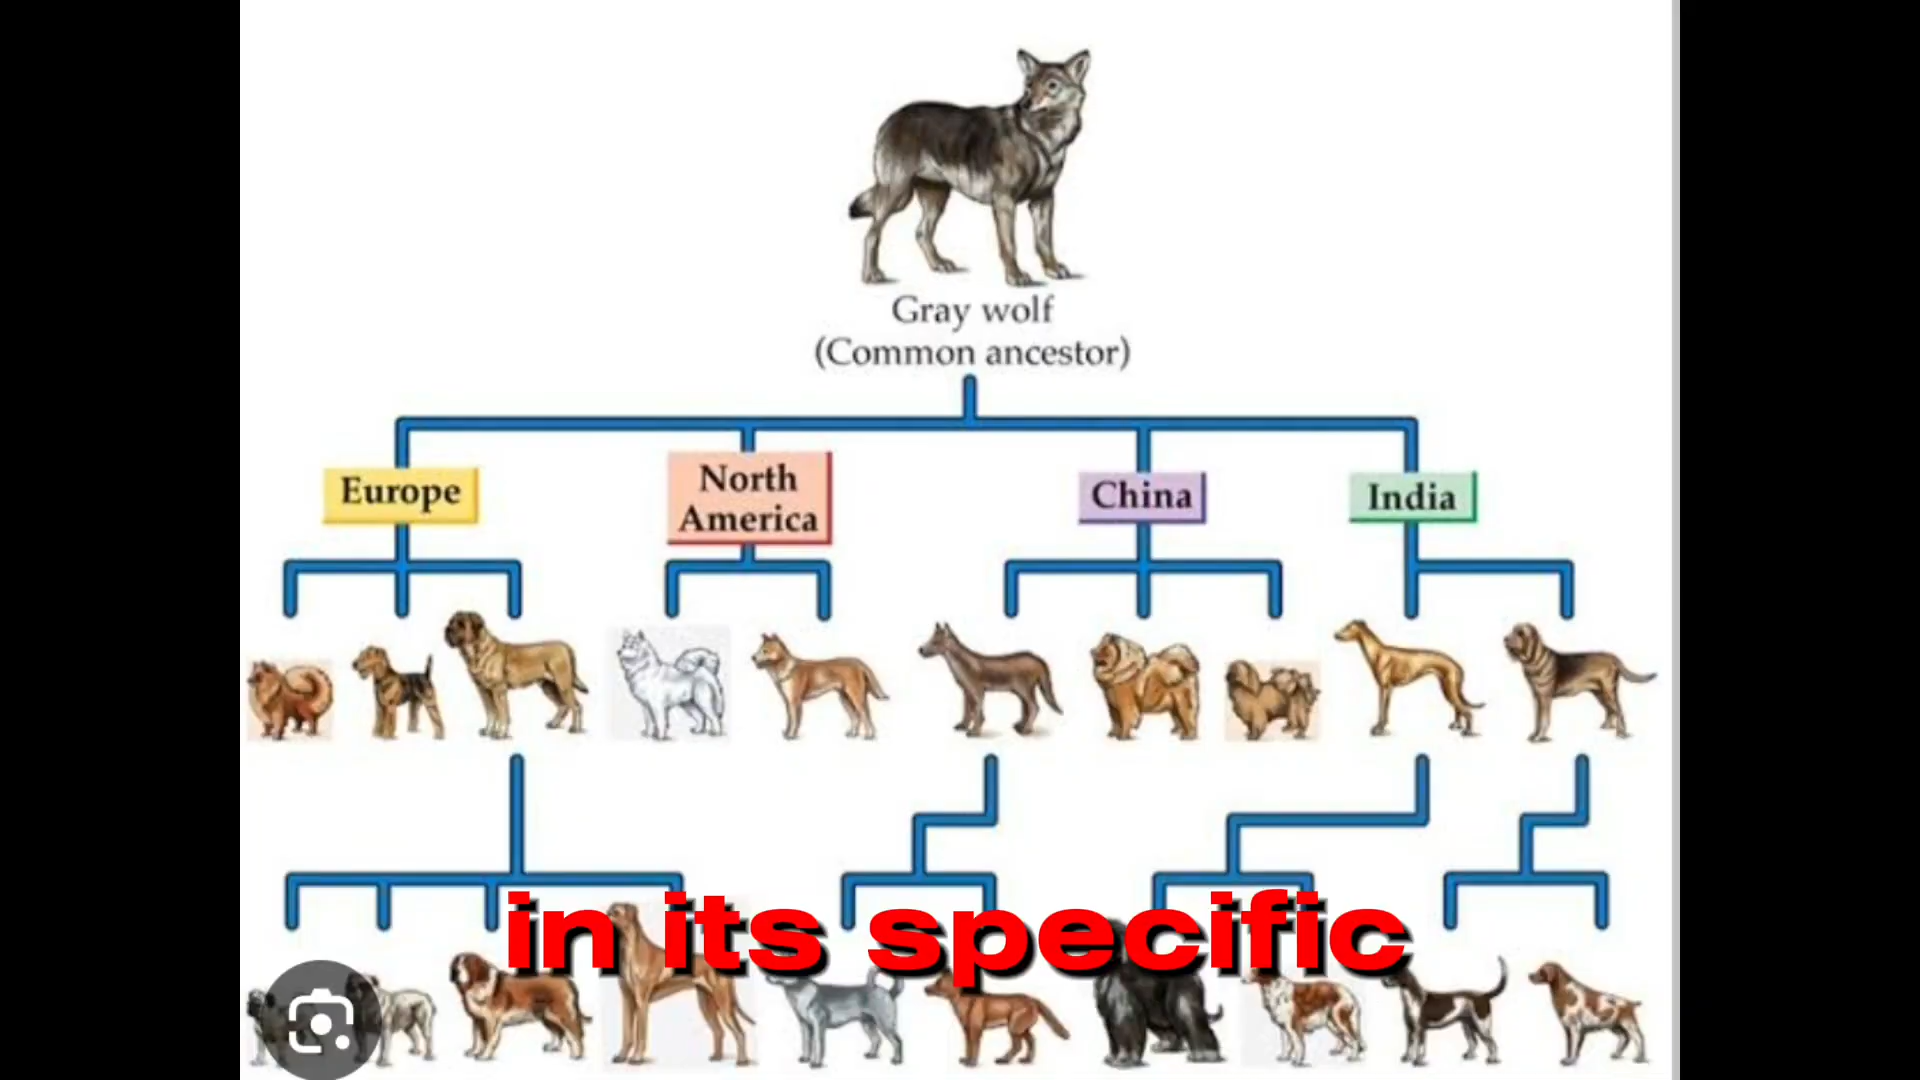 Gray wolf
(Common ancestor)
Europe
North
America
China
India
in its specific